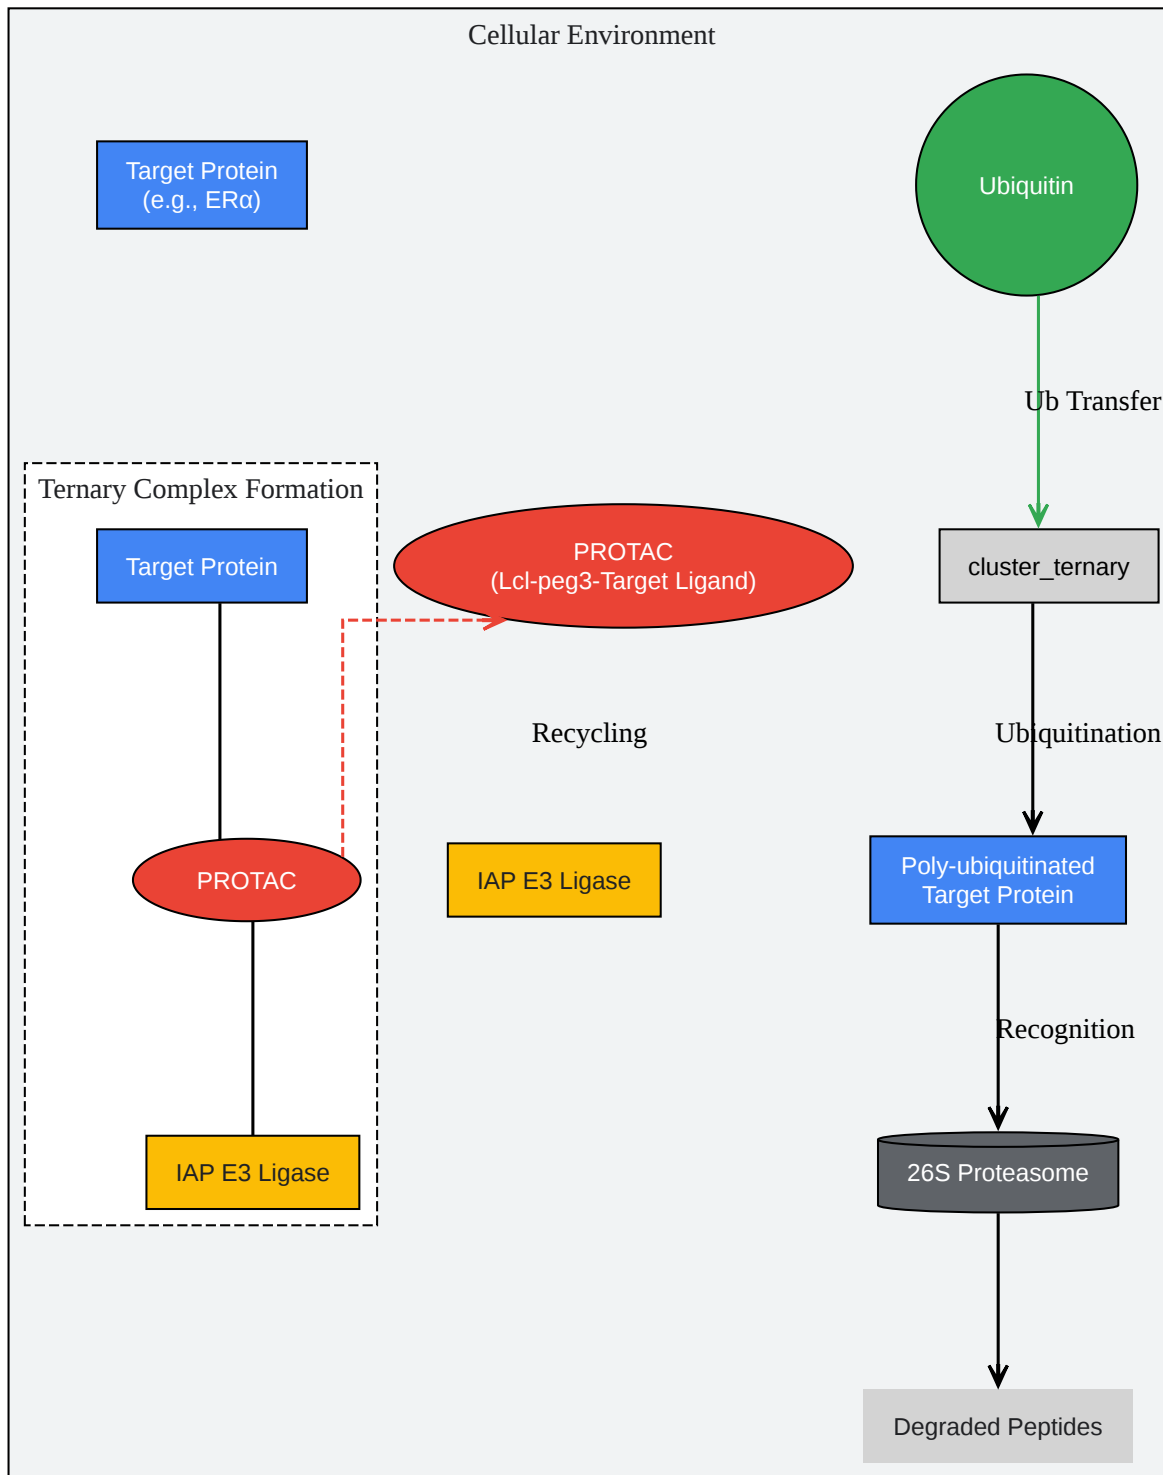 Cellular Environment
Target Protein
(e.g., ERα)
Ubiquitin
Ub Transfer
Ternary Complex Formation
Target Protein
PROTAC
(Lcl-peg3-Target Ligand)
cluster_ternary
Recycling
Ubiquitination
PROTAC
IAP E3 Ligase
Poly-ubiquitinated
Target Protein
Recognition
IAP E3 Ligase
26S Proteasome
Degraded Peptides